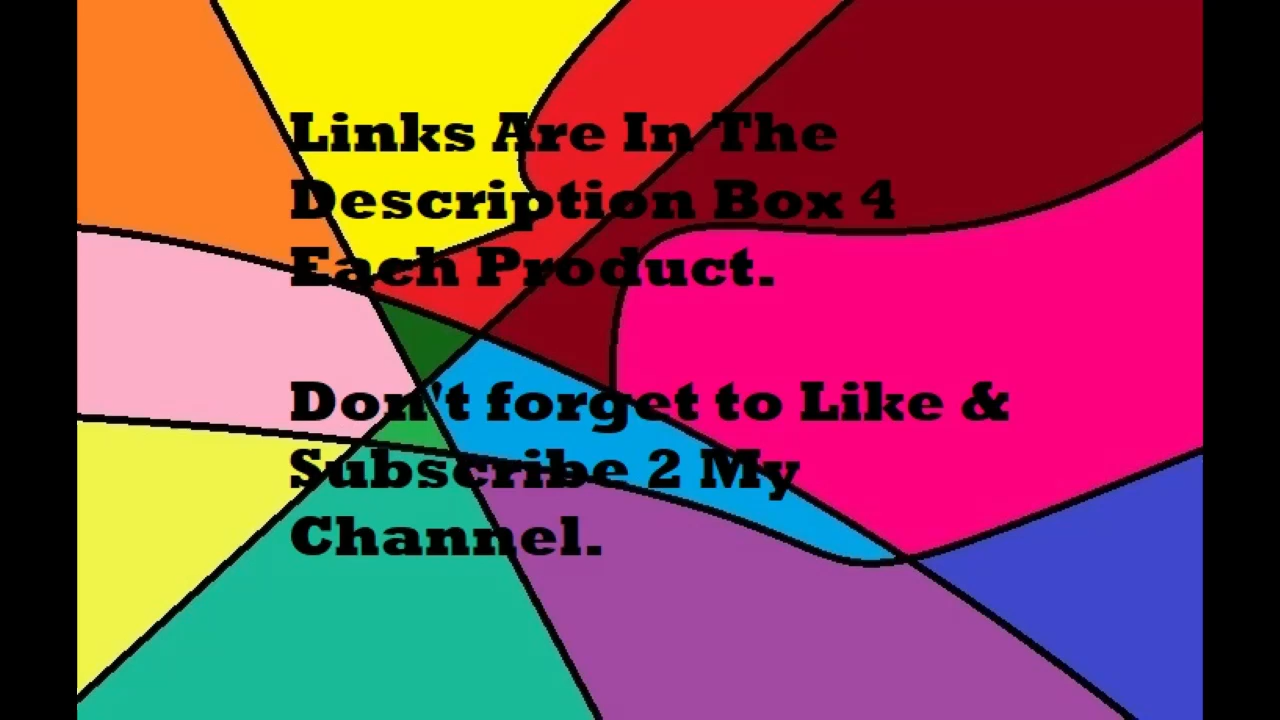 Links Are In The
Description Box 4
Each Product.
Don't forget to Like &
Subscribe 2 My
Channel.